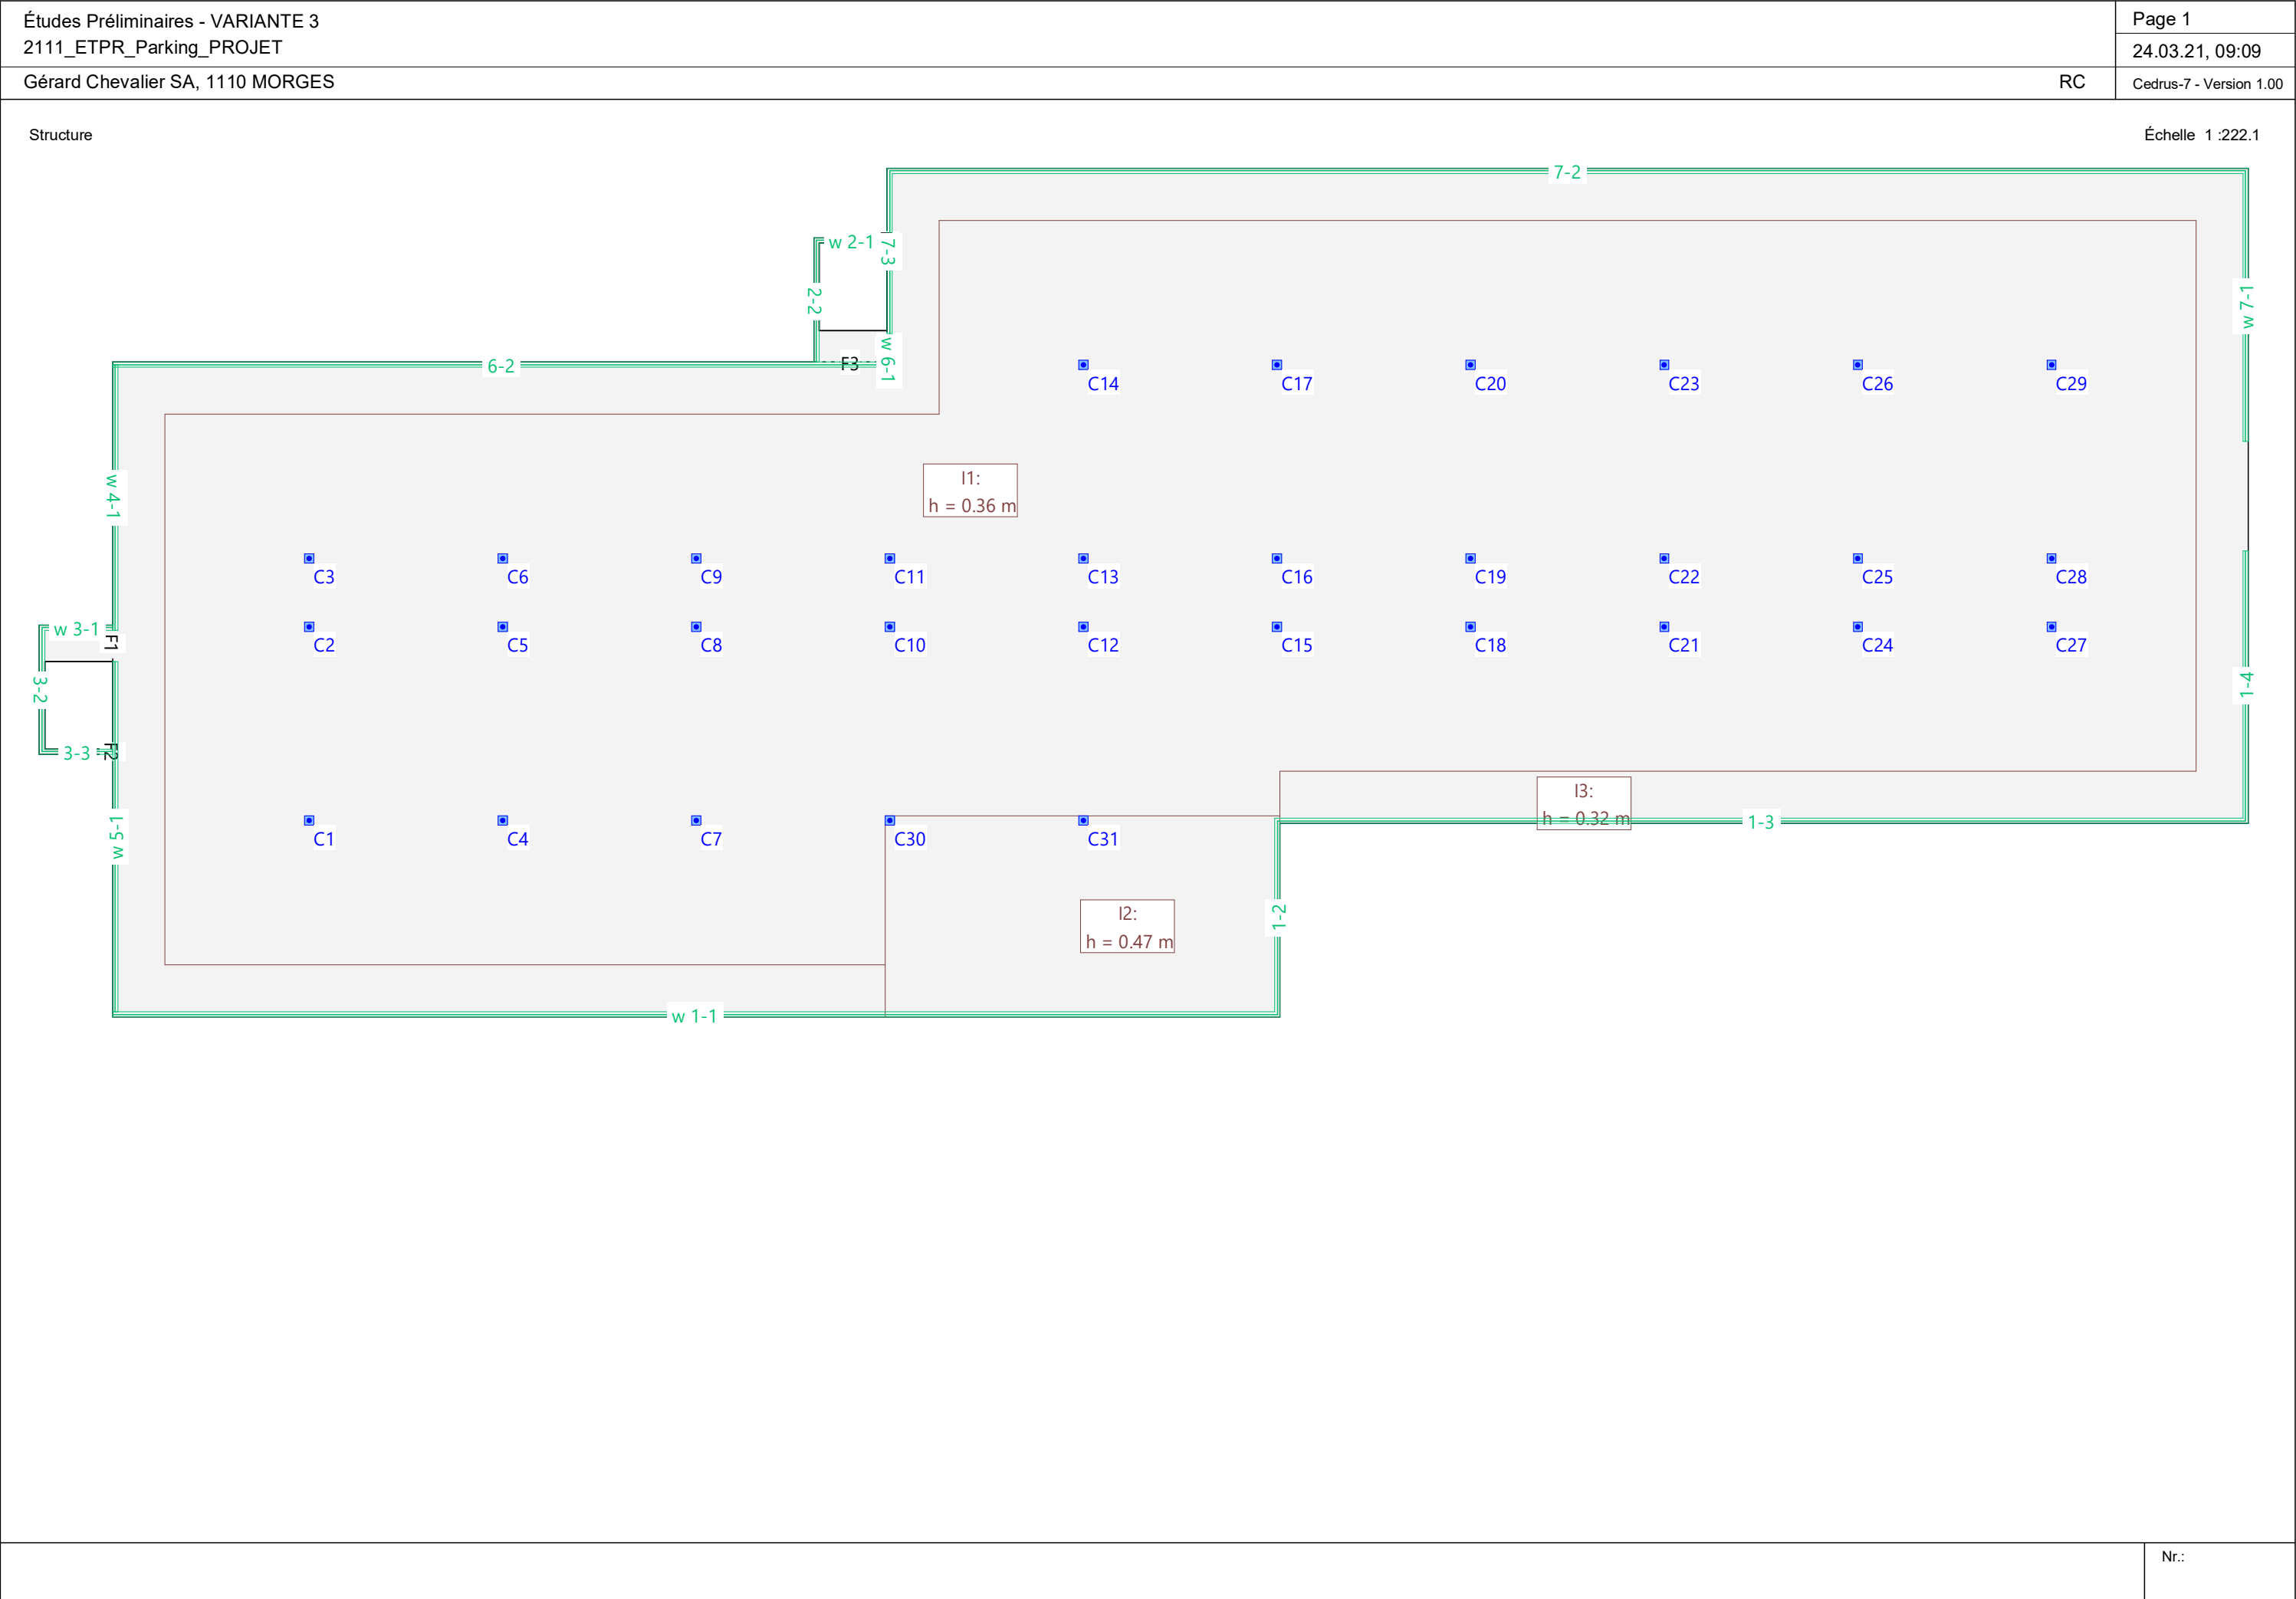 Études Préliminaires - VARIANTE 3
2111_ETPR_Parking_PROJET
Gérard Chevalier SA, 1110 MORGES
RC
Page 1
24.03.21, 09:09
Cedrus-7 - Version 1.00
Structure
Échelle 1 :222.1
7-2
w 2-1
7-3
2-2
w 7-1
6-2
F3
w 6-1
C14
C17
C20
C23
C26
C29
w 4-1
I1:
h = 0.36 m
C3
C6
C9
C11
C13
C16
C19
C22
C25
C28
w 3-1
F1
C2
C5
C8
C10
C12
C15
C18
C21
C24
C27
3-2
1-4
3-3
F2
I3:
h = 0.32 m
1-3
w 5-1
C1
C4
C7
C30
C31
I2:
h = 0.47 m
1-2
w 1-1
Nr.: